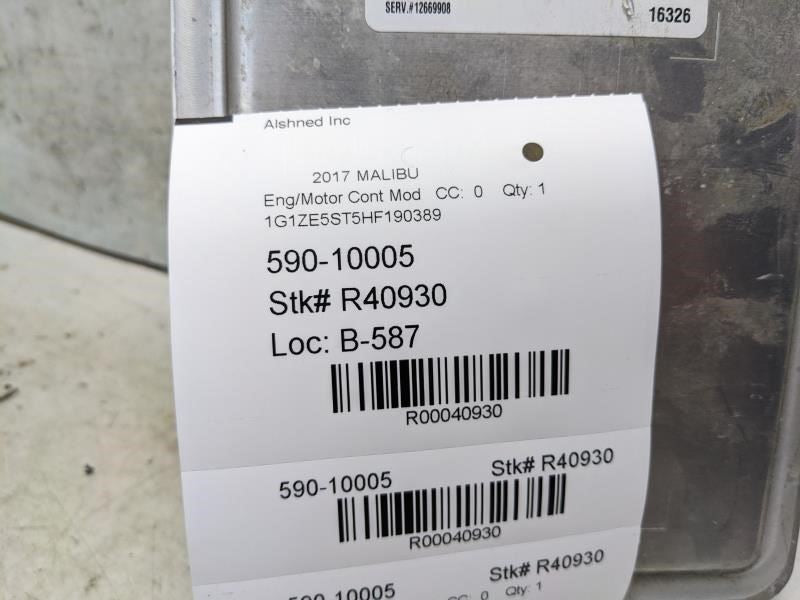 SERV.#12669908
16326
Alshned Inc
2017 MALIBU
Eng/Motor Cont Mod CC: 0 Qty: 1
1G1ZE5ST5HF190389
590-10005
Stk# R40930
Loc: B-587
R00040930
590-10005 Stk# R40930
R00040930
590-10005 Stk# R40930
CC: 0 Qty: 1